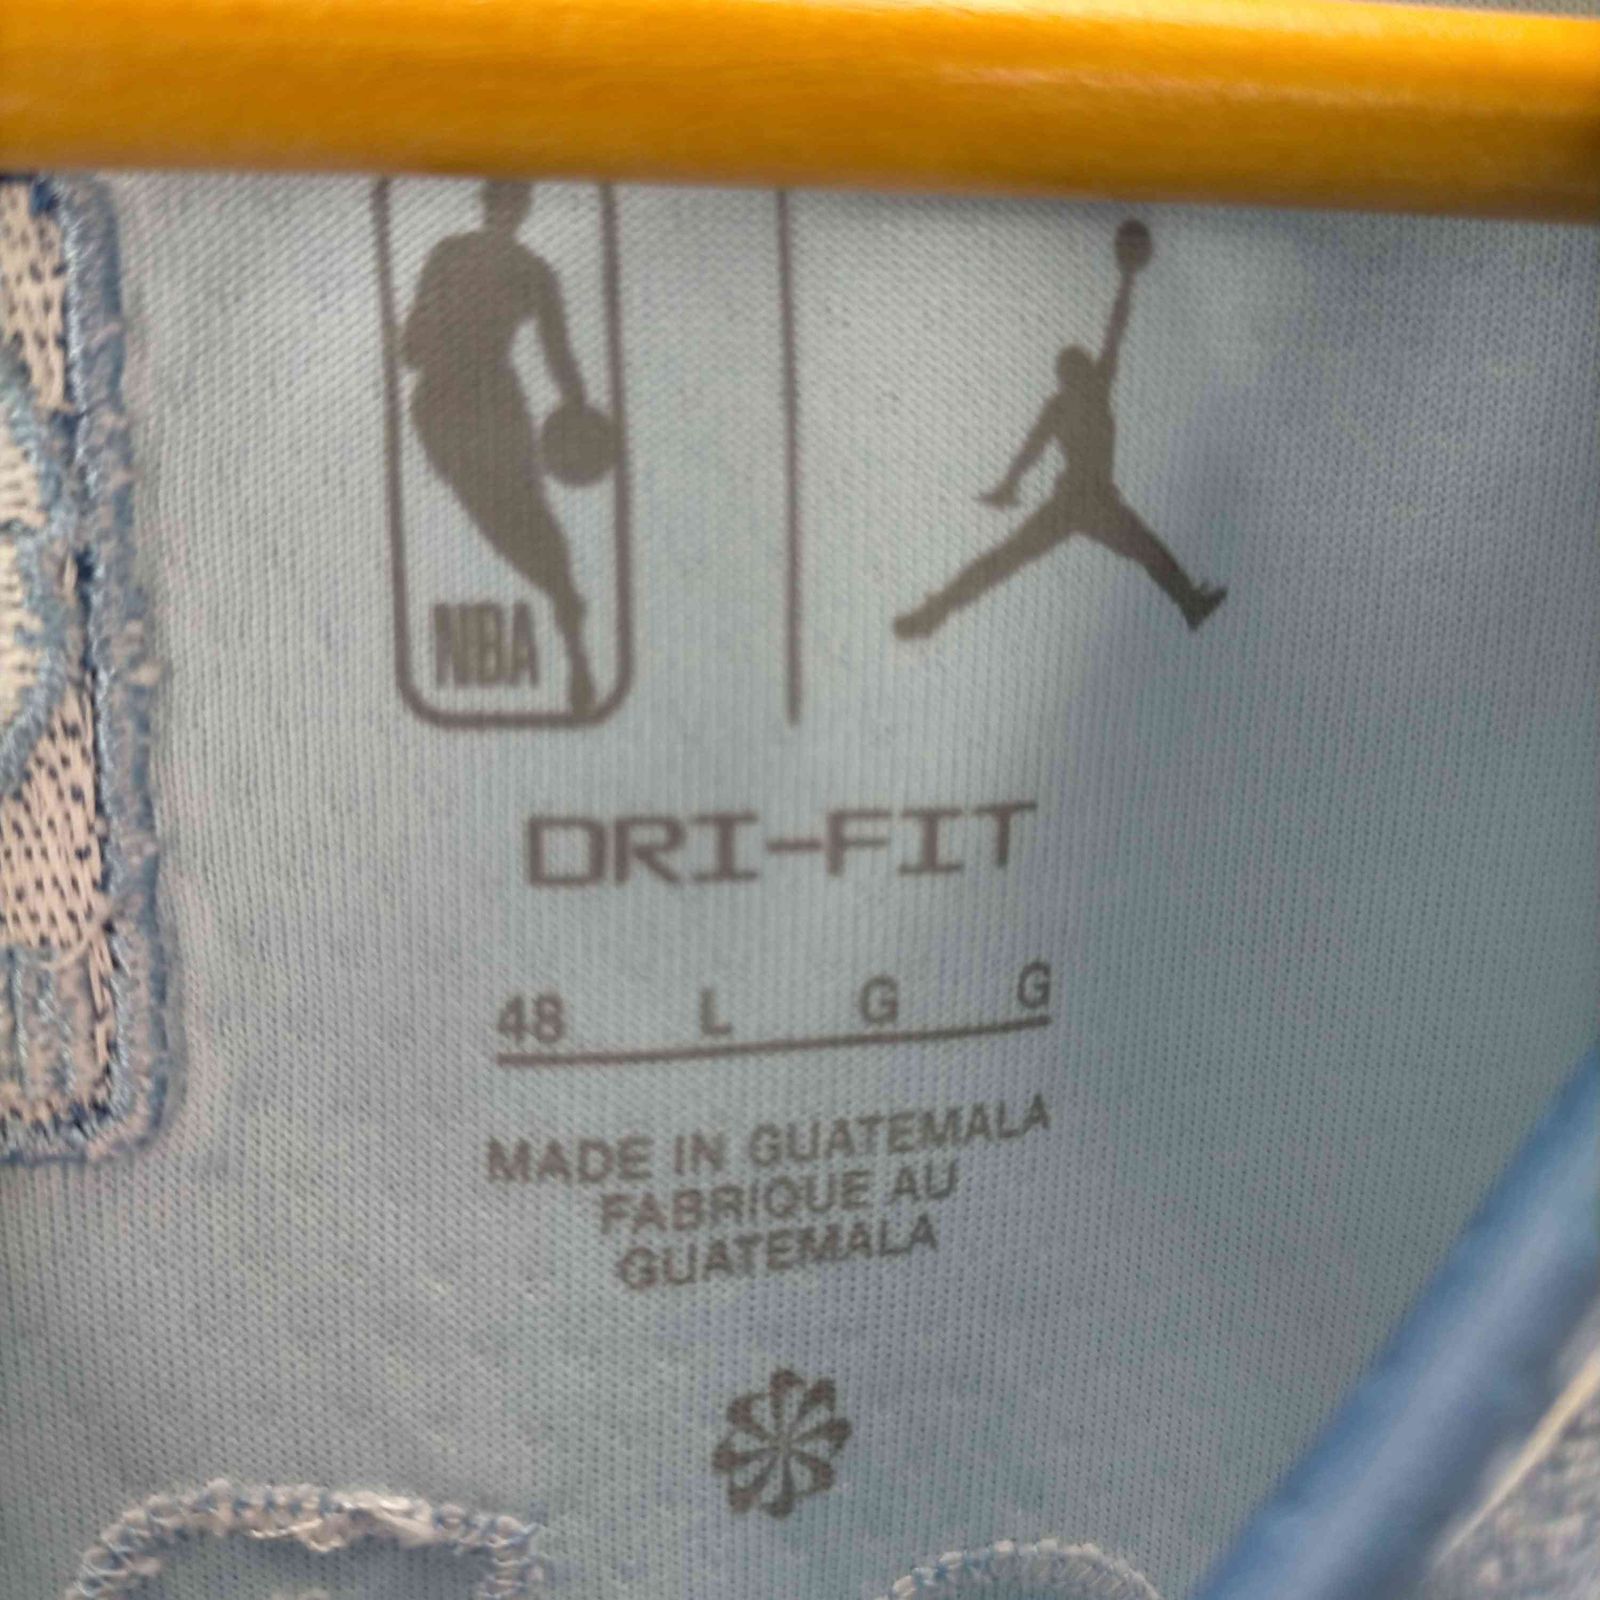 NBA
DRI-FIT
48 L G G
MADE IN GUATEMALA
FABRIQUE AU
GUATEMALA